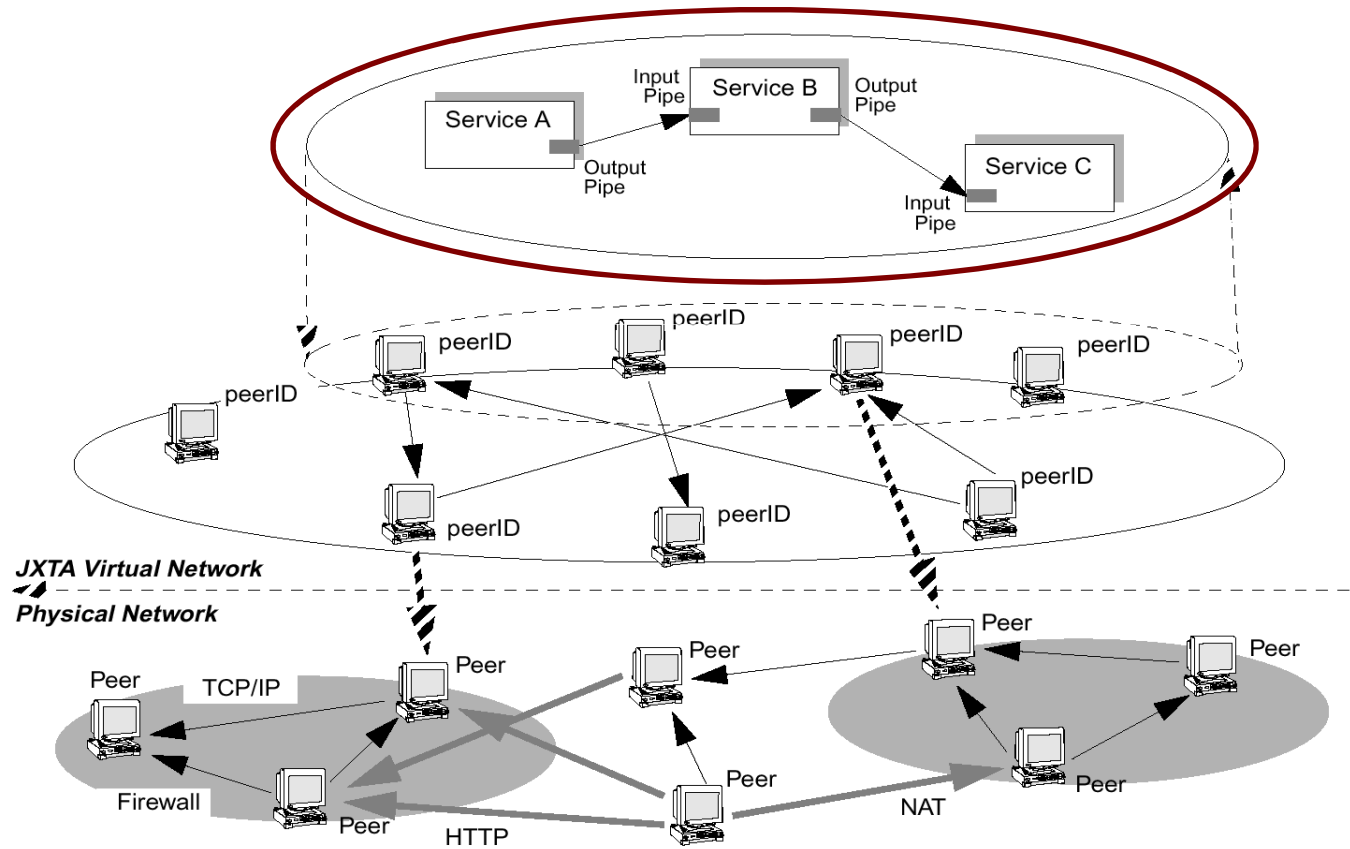 Input
Pipe
Service B
Output
Pipe
Service A
Output
Pipe
Service C
Input
Pipe
peerID
peerID
peerID
peerID
peerID
peerID
peerID
peerID
JXTA Virtual Network
Physical Network
Peer
Peer
Peer
Peer
Peer
TCP/IP
Firewall
Peer
HTTP
Peer
NAT
Peer